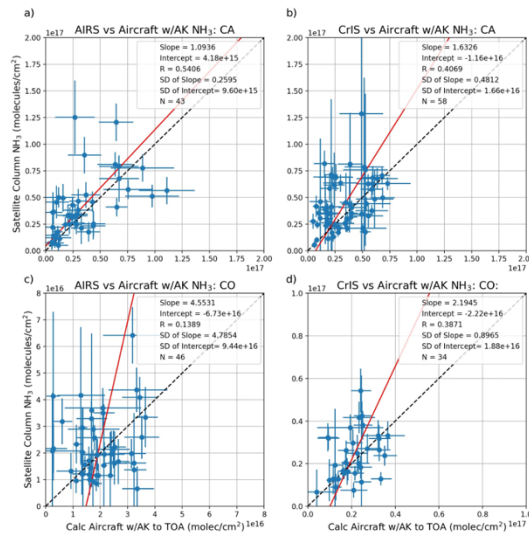 a)
AIRS vs Aircraft w/AK NH₃: CA
1e17
Slope = 1.0936
Intercept = 4.18e+15
R = 0.5406
SD of Slope = 0.2595
SD of Intercept= 9.60e+15
N = 43
Satellite Column NH₃ (molecules/cm²)
2.00
1.75
1.50
1.25
1.00
0.75
0.50
0.25
0.00
0.00 0.25 0.50 0.75 1.00 1.25 1.50 1.75 2.00
1e17
b)
CrIS vs Aircraft w/AK NH₃: CA
1e17
Slope = 1.6326
Intercept = -1.16e+16
R = 0.4069
SD of Slope = 0.4812
SD of Intercept= 1.66e+16
N = 58
2.00
1.75
1.50
1.25
1.00
0.75
0.50
0.25
0.00
0.00 0.25 0.50 0.75 1.00 1.25 1.50 1.75 2.00
1e17
c)
AIRS vs Aircraft w/AK NH₃: CO
1e16
Slope = 4.5531
Intercept = -6.73e+16
R = 0.1389
SD of Slope = 4.7854
SD of Intercept= 9.44e+16
N = 46
Satellite Column NH₃ (molecules/cm²)
8
7
6
5
4
3
2
1
0
0 1 2 3 4 5 6 7 8
Calc Aircraft w/AK to TOA (molec/cm²) 1e16
d)
CrIS vs Aircraft w/AK NH₃: CO:
1e17
Slope = 2.1945
Intercept = -2.22e+16
R = 0.3871
SD of Slope = 0.8965
SD of Intercept= 1.88e+16
N = 34
1.0
0.8
0.6
0.4
0.2
0.0
0.0 0.2 0.4 0.6 0.8 1.0
Calc Aircraft w/AK to TOA (molec/cm²) 1e17